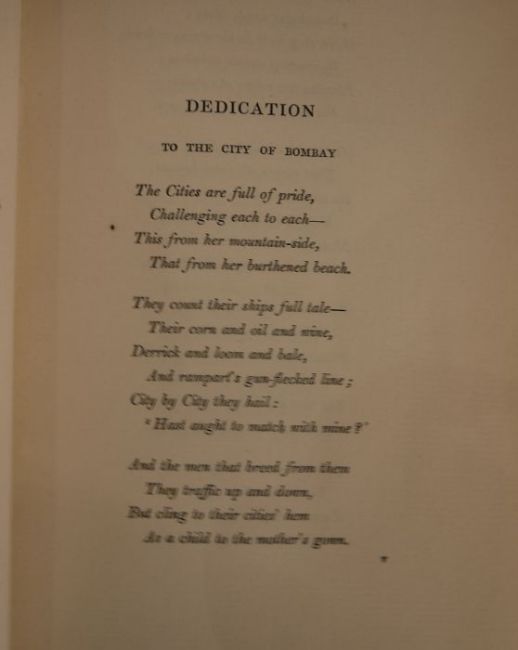 DEDICATION
TO THE CITY OF BOMBAY
The Cities are full of pride,
Challenging each to each—
This from her mountain-side,
That from her burthened beach.
They count their ships full tale—
Their corn and oil and wine,
Derrick and loom and bale,
And rampart's gun-flecked line;
City by City they hail:
"Hast aught to match with mine?"
And the men that breed from them
They traffic up and down,
But cling to their cities' hem
As a child to the mother's gown.